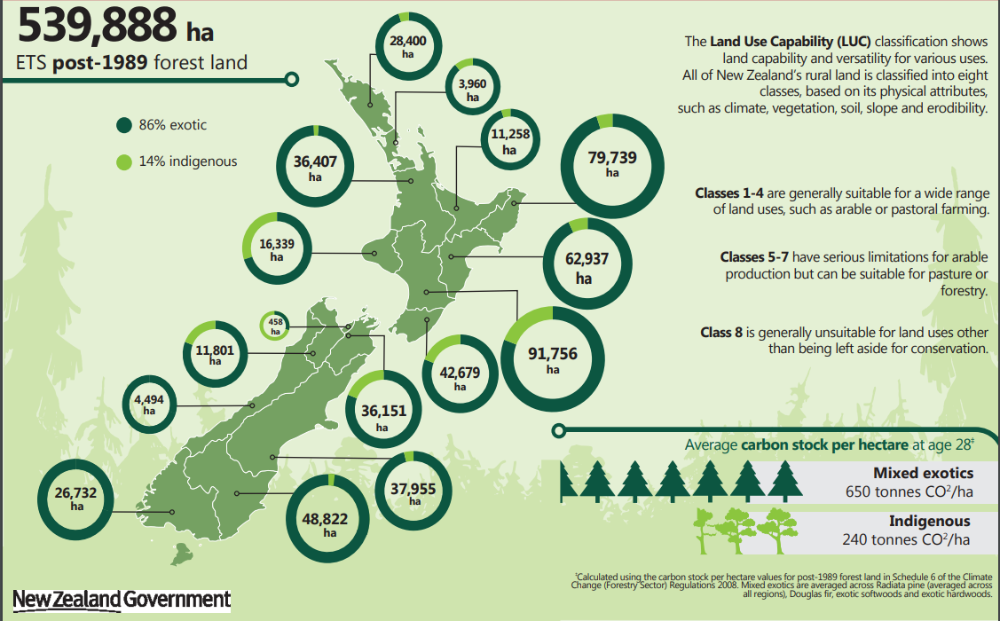 539,888 ha
ETS post-1989 forest land
86% exotic
14% indigenous
28,400
ha
3,960
ha
11,258
ha
36,407
ha
79,739
ha
16,339
ha
62,937
ha
458
ha
11,801
ha
91,756
ha
42,679
ha
4,494
ha
36,151
ha
26,732
ha
37,955
ha
48,822
ha
The Land Use Capability (LUC) classification shows
land capability and versatility for various uses.
All of New Zealand's rural land is classified into eight
classes, based on its physical attributes,
such as climate, vegetation, soil, slope and erodibility.
Classes 1-4 are generally suitable for a wide range
of land uses, such as arable or pastoral farming.
Classes 5-7 have serious limitations for arable
production but can be suitable for pasture or
forestry.
Class 8 is generally unsuitable for land uses other
than being left aside for conservation.
Average carbon stock per hectare at age 28‡
Mixed exotics
650 tonnes CO²/ha
Indigenous
240 tonnes CO²/ha
‡Calculated using the carbon stock per hectare values for post-1989 forest land in Schedule 6 of the Climate
Change (Forestry Sector) Regulations 2008. Mixed exotics are averaged across Radiata pine (averaged across
all regions), Douglas fir, exotic softwoods and exotic hardwoods.
New Zealand Government